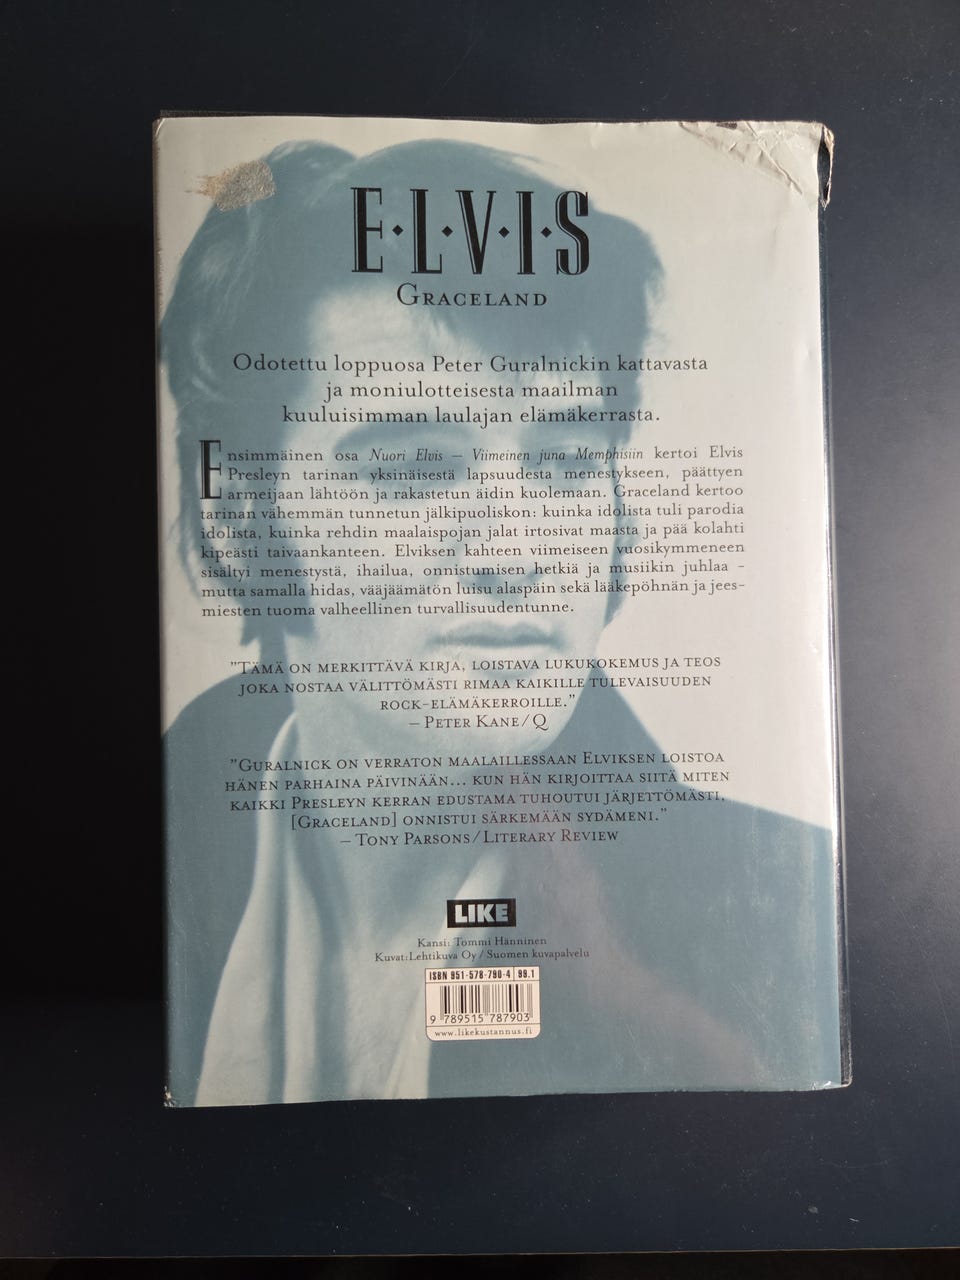 E·L·V·I·S
GRACELAND
Odotettu loppuosa Peter Guralnickin kattavasta
ja moniulotteisesta maailman
kuuluisimman laulajan elämäkerrasta.
Ensimmäinen osa Nuori Elvis – Viimeinen juna Memphisiin kertoi Elvis
Presleyn tarinan yksinäisestä lapsuudesta menestykseen, päättyen
armeijaan lähtöön ja rakastetun äidin kuolemaan. Graceland kertoo
tarinan vähemmän tunnetun jälkipuoliskon: kuinka idolista tuli parodia
idolista, kuinka rehdin maalaispojan jalat irtosivat maasta ja pää kolahti
kipeästi taivaankanteen. Elviksen kahteen viimeiseen vuosikymmeneen
sisältyi menestystä, ihailua, onnistumisen hetkiä ja musiikin juhlaa –
mutta samalla hidas, vääjäämätön luisu alaspäin sekä lääkepöhnän ja jees-
miesten tuoma valheellinen turvallisuudentunne.
"TÄMÄ ON MERKITTÄVÄ KIRJA, LOISTAVA LUKUKOKEMUS JA TEOS
JOKA NOSTAA VÄLITTÖMÄSTI RIMAA KAIKILLE TULEVAISUUDEN
ROCK-ELÄMÄKERROILLE."
– PETER KANE/Q
"GURALNICK ON VERRATON MAALAILLESSAAN ELVIKSEN LOISTOA
HÄNEN PARHAINA PÄIVINÄÄN... KUN HÄN KIRJOITTAA SIITÄ MITEN
KAIKKI PRESLEYN KERRAN EDUSTAMA TUHOUTUI JÄRJETTÖMÄSTI,
[GRACELAND] ONNISTUI SÄRKEMÄÄN SYDÄMENI."
– TONY PARSONS/LITERARY REVIEW
LIKE
Kansi: Tommi Hänninen
Kuvat:Lehtikuva Oy / Suomen kuvapalvelu
ISBN 951-578-790-4 99.1
9 789515 787903
www.likekustannus.fi